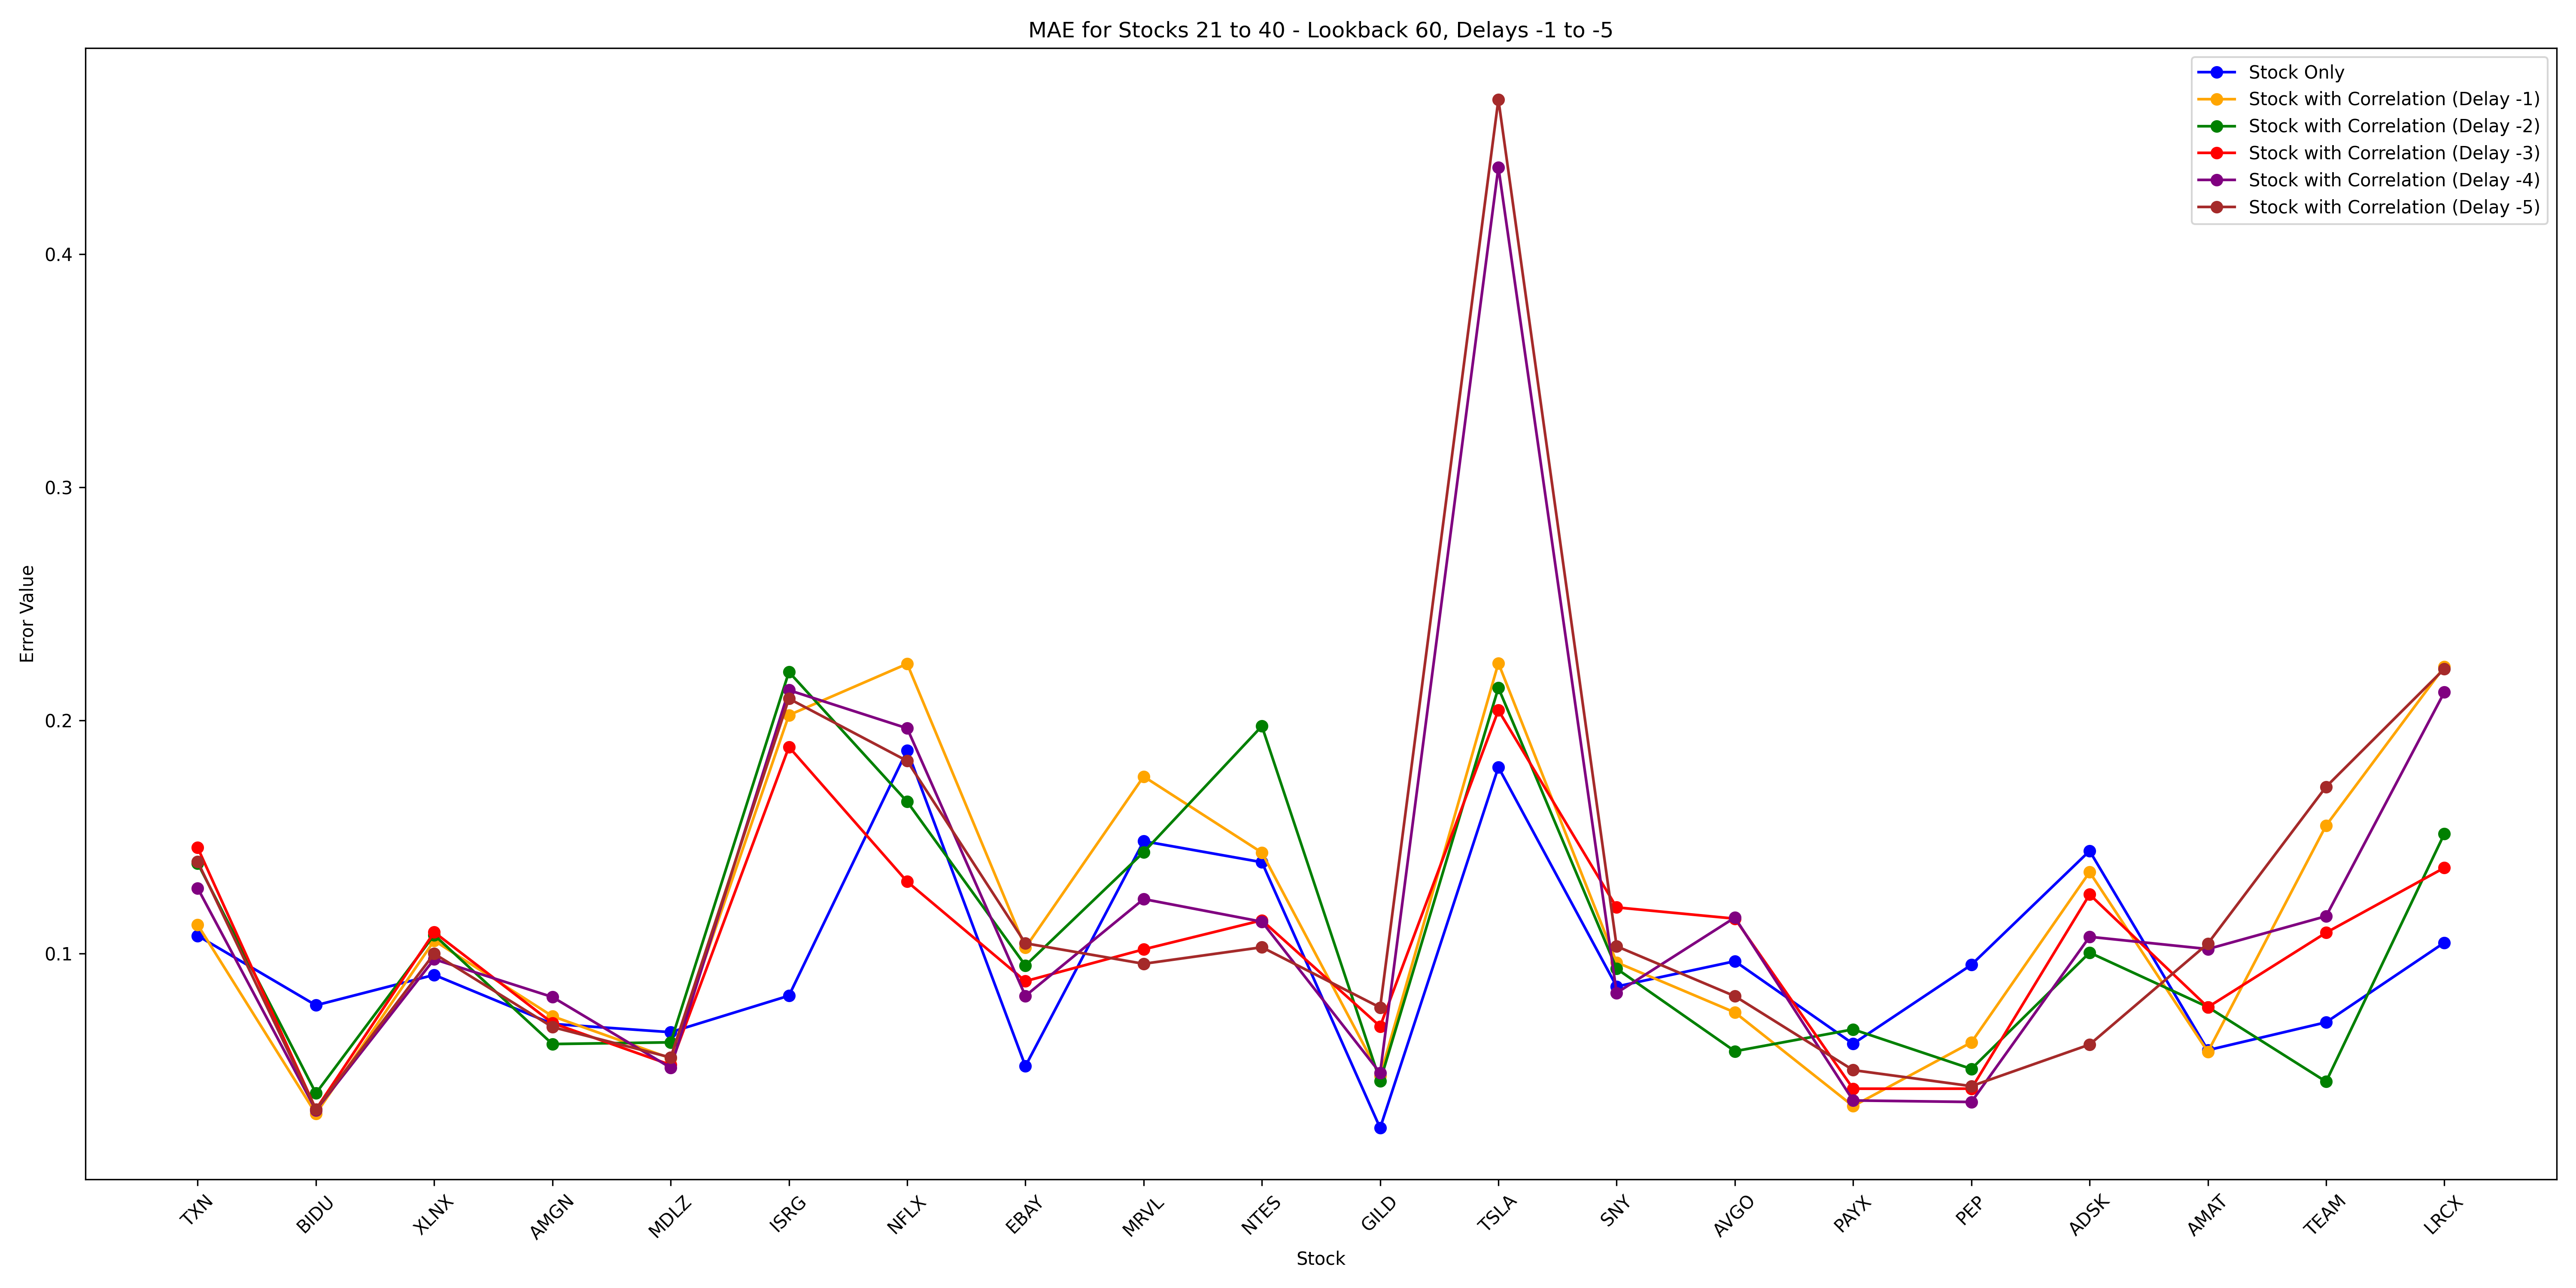 MAE for Stocks 21 to 40 - Lookback 60, Delays -1 to -5
Stock Only
Stock with Correlation (Delay -1)
Stock with Correlation (Delay -2)
Stock with Correlation (Delay -3)
Stock with Correlation (Delay -4)
Stock with Correlation (Delay -5)
Error Value
0.4
0.3
0.2
0.1
TXN
BIDU
XLNX
AMGN
MDLZ
ISRG
NFLX
EBAY
MRVL
NTES
GILD
TSLA
SNY
AVGO
PAYX
PEP
ADSK
AMAT
TEAM
LRCX
Stock